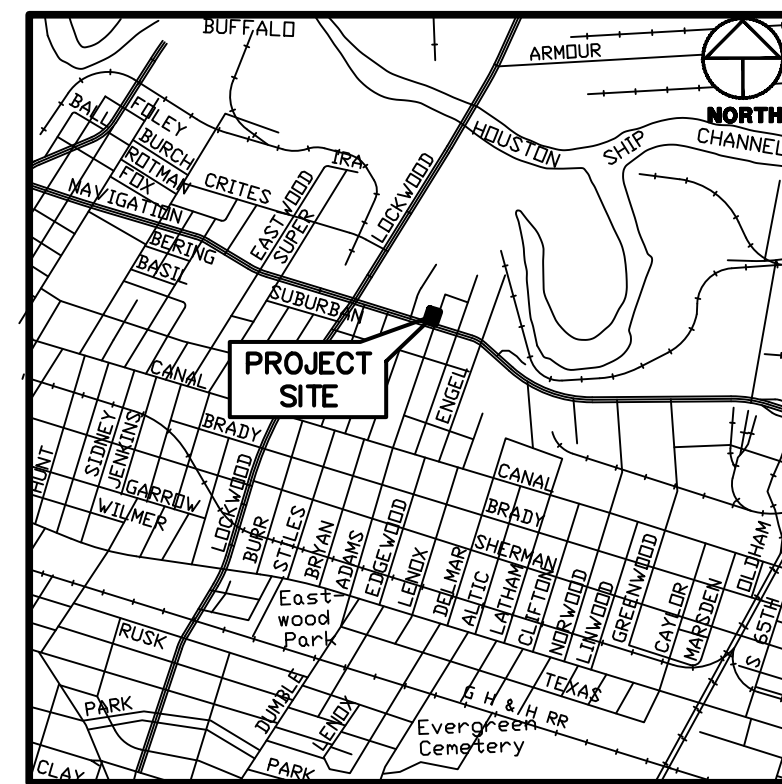 BUFFALO
ARMOUR
NORTH
BALL
FOLEY
BURCH
ROTMAN
FOX
HOUSTON
SHIP
CHANNEL
IRA
CRITES
LOCKWOOD
NAVIGATION
EASTWOOD
SUPER
BERING
BASIL
SUBURBAN
PROJECT
SITE
CANAL
ENGEL
BRADY
SIDNEY
JENKINS
HUNT
GARROW
WILMER
LOCKWOOD
CANAL
BRADY
SHERMAN
BURR
STILES
BRYAN
ADAMS
EDGEWOOD
LENOX
DELMAR
ALTIC
LATHAM
CLIFTON
NORWOOD
LINWOOD
GREENWOOD
CAYLOR
MARSDEN
OLDHAM
S 65TH
East-
wood
Park
RUSK
TEXAS
G H & H RR
DUMBLE
LENOX
Evergreen
Cemetery
PARK
PARK
CLAY